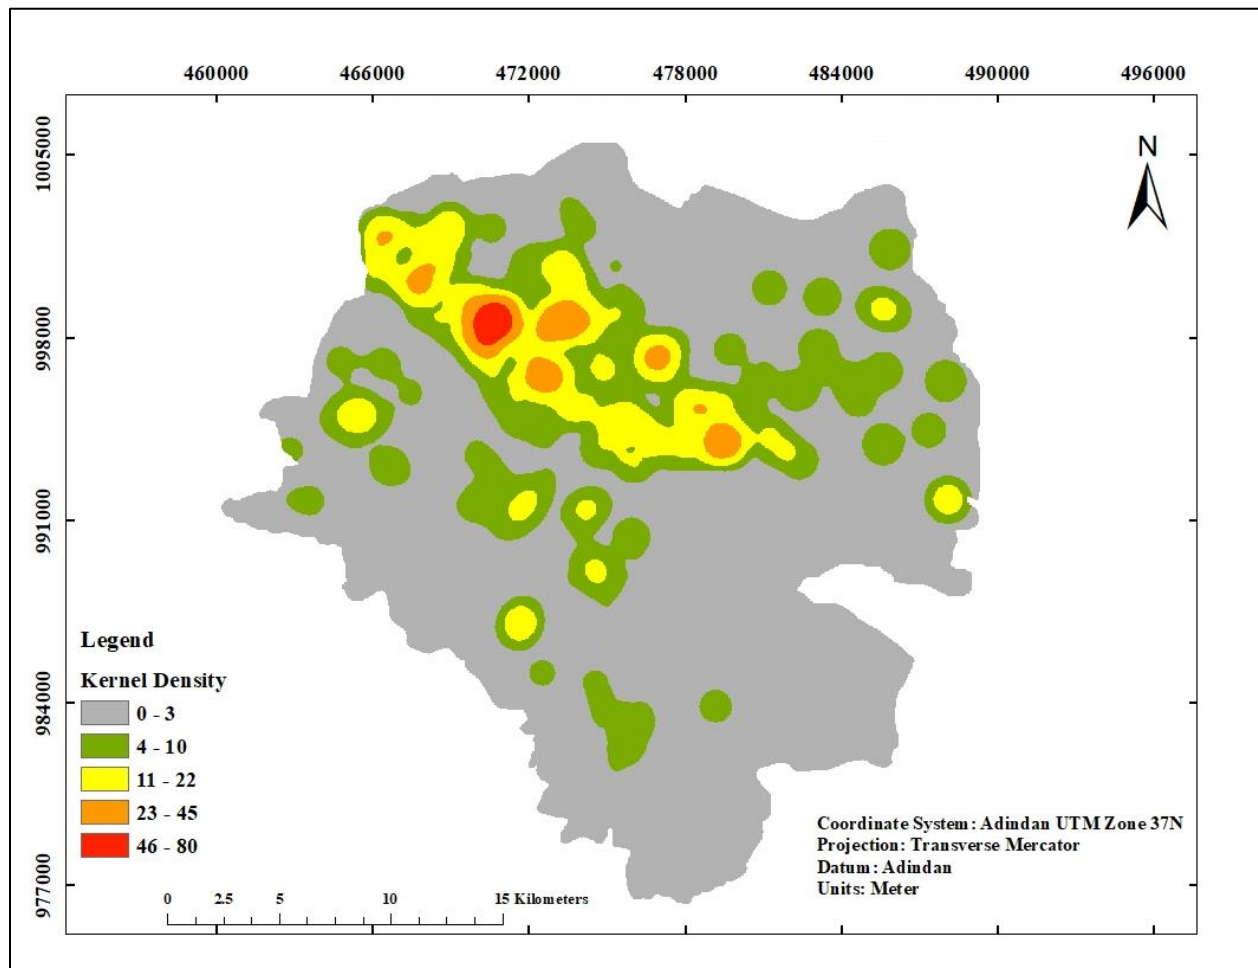 460000 466000 472000 478000 484000 490000 496000
1005000
998000
991000
984000
977000
N
Legend
Kernel Density
0 - 3
4 - 10
11 - 22
23 - 45
46 - 80
0 2.5 5 10 15 Kilometers
Coordinate System: Adindan UTM Zone 37N
Projection: Transverse Mercator
Datum: Adindan
Units: Meter